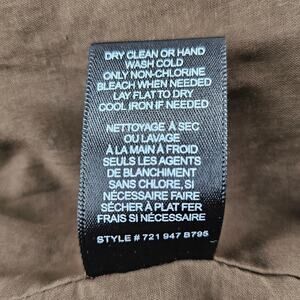 DRY CLEAN OR HAND
WASH COLD
ONLY NON-CHLORINE
BLEACH WHEN NEEDED
LAY FLAT TO DRY
COOL IRON IF NEEDED
NETTOYAGE À SEC
OU LAVAGE
À LA MAIN À FROID
SEULS LES AGENTS
DE BLANCHIMENT
SANS CHLORE, SI
NÉCESSAIRE FAIRE
SÉCHER À PLAT FER
FRAIS SI NÉCESSAIRE
STYLE # 721 947 B795